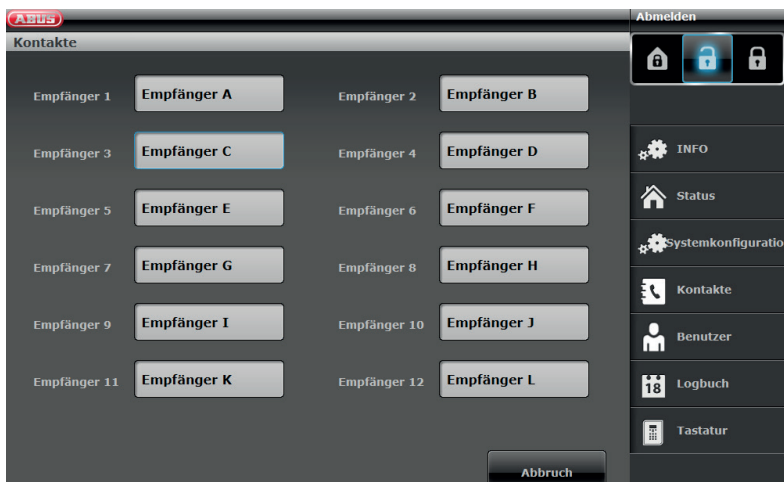 ABUS
Abmelden
Kontakte
Empfänger 1 Empfänger A Empfänger 2 Empfänger B
Empfänger 3 Empfänger C Empfänger 4 Empfänger D
Empfänger 5 Empfänger E Empfänger 6 Empfänger F
Empfänger 7 Empfänger G Empfänger 8 Empfänger H
Empfänger 9 Empfänger I Empfänger 10 Empfänger J
Empfänger 11 Empfänger K Empfänger 12 Empfänger L
Abbruch
INFO
Status
Systemkonfiguratio
Kontakte
Benutzer
18 Logbuch
Tastatur